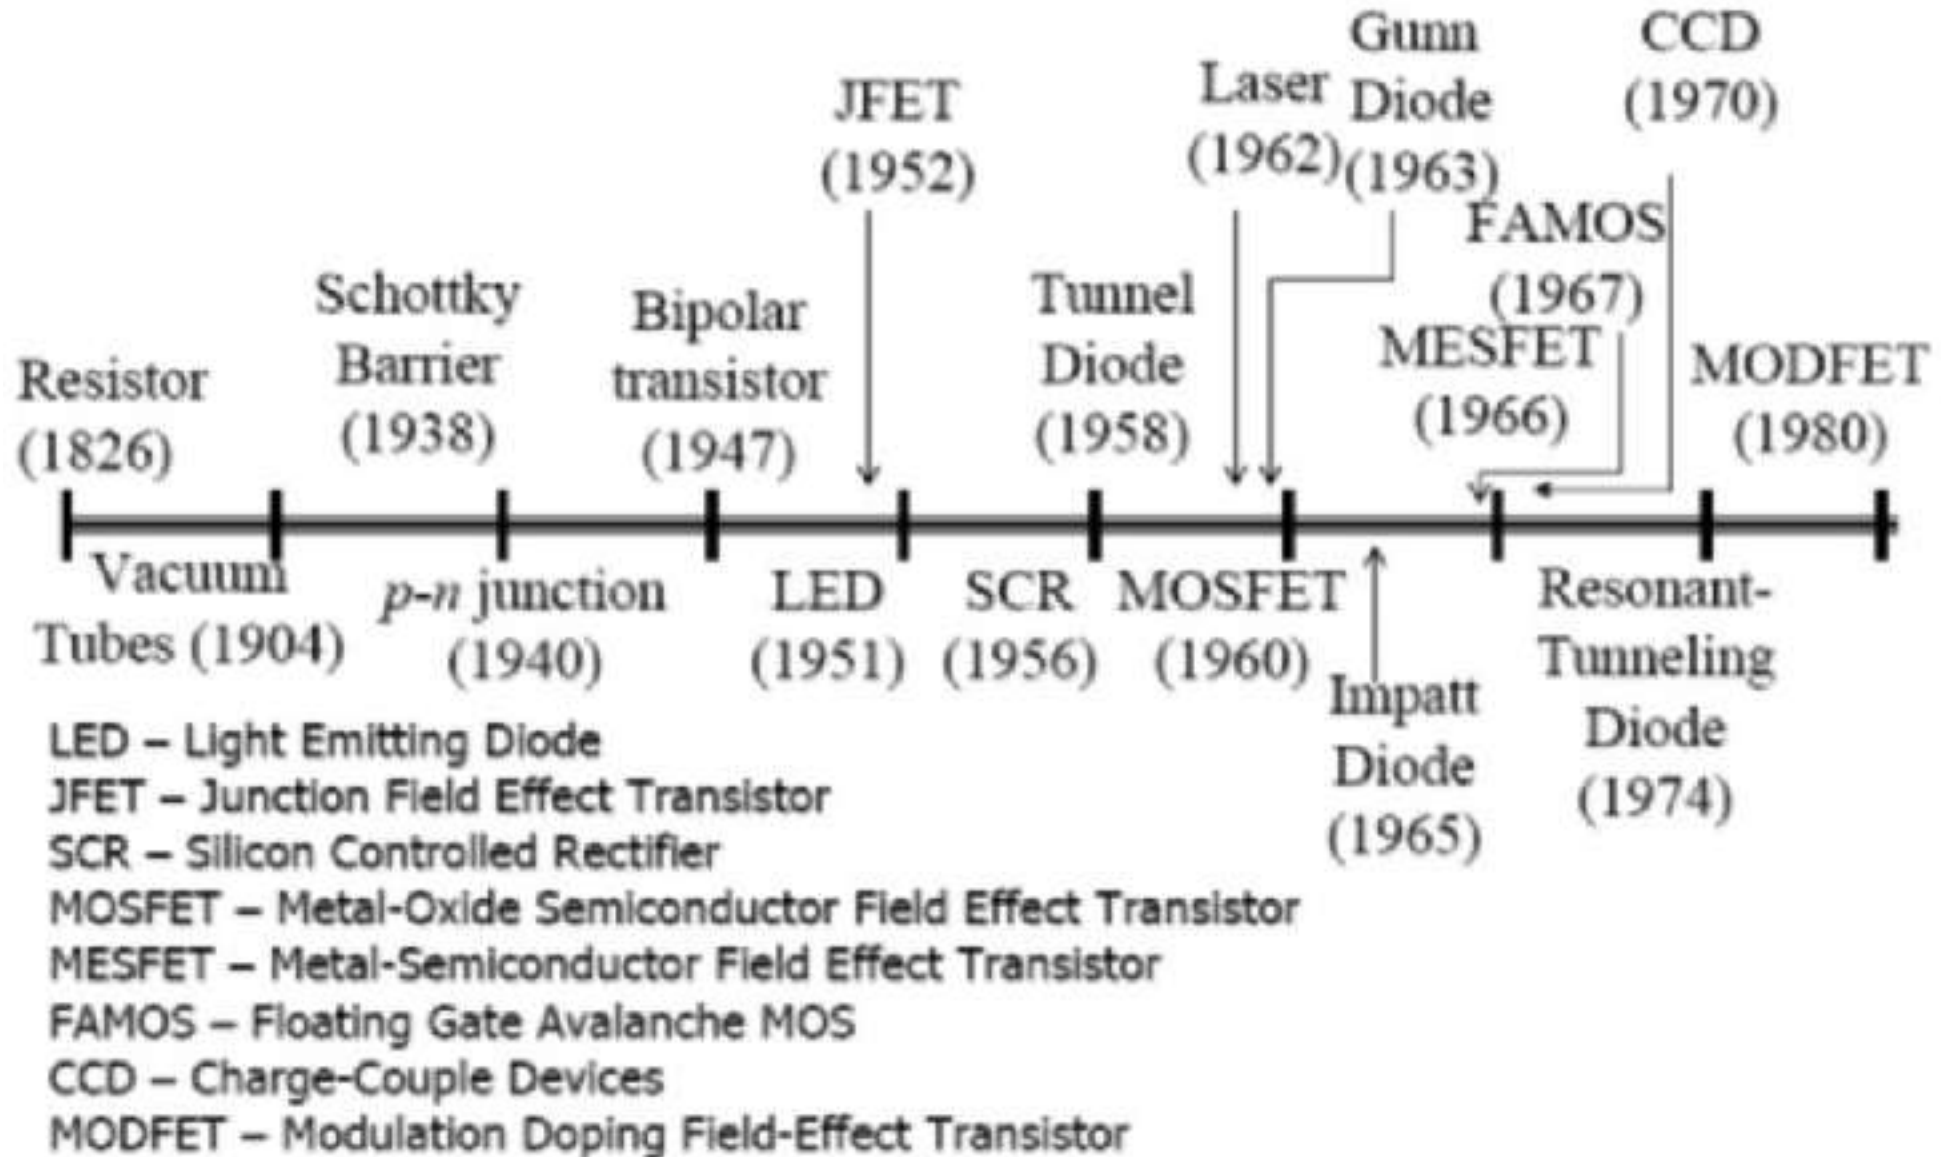 Gunn
Diode
(1963)
CCD
(1970)
JFET
(1952)
Laser
(1962)
FAMOS
(1967)
Schottky
Barrier
(1938)
Bipolar
transistor
(1947)
Tunnel
Diode
(1958)
MESFET
(1966)
MODFET
(1980)
Resistor
(1826)
Vacuum
Tubes (1904)
p-n junction
(1940)
LED
(1951)
SCR
(1956)
MOSFET
(1960)
Impatt
Diode
(1965)
Resonant-
Tunneling
Diode
(1974)
LED – Light Emitting Diode
JFET – Junction Field Effect Transistor
SCR – Silicon Controlled Rectifier
MOSFET – Metal-Oxide Semiconductor Field Effect Transistor
MESFET – Metal-Semiconductor Field Effect Transistor
FAMOS – Floating Gate Avalanche MOS
CCD – Charge-Couple Devices
MODFET – Modulation Doping Field-Effect Transistor